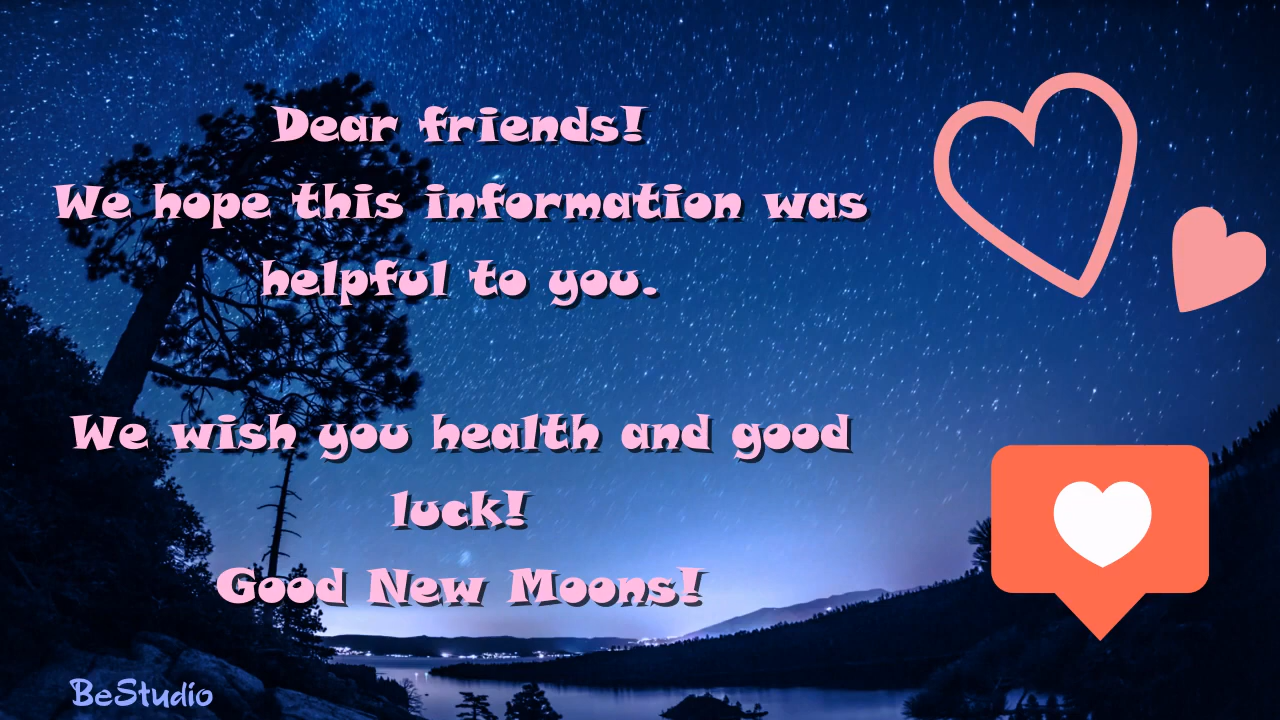 Dear friends!
We hope this information was
helpful to you.
We wish you health and good
luck!
Good New Moons!
BeStudio